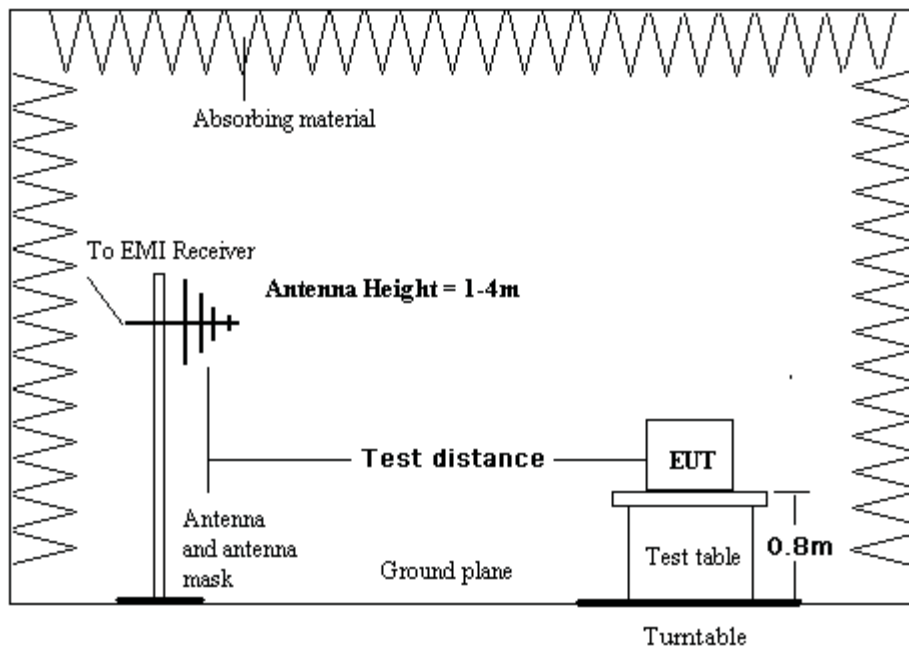 Absorbing material
To EMI Receiver
Antenna Height = 1-4m
Test distance
EUT
Antenna
and antenna
mask
Ground plane
Test table
0.8m
Turntable